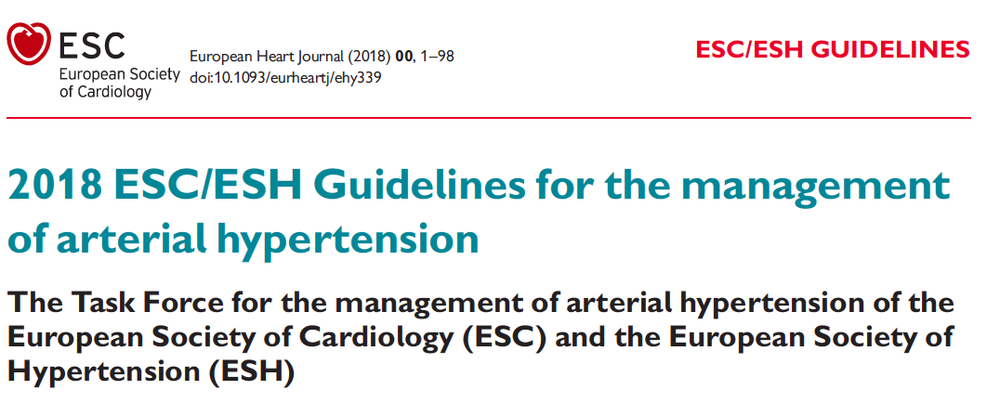 ESC
European Society
of Cardiology
European Heart Journal (2018) 00, 1–98
doi:10.1093/eurheartj/ehy339
ESC/ESH GUIDELINES
2018 ESC/ESH Guidelines for the management
of arterial hypertension
The Task Force for the management of arterial hypertension of the
European Society of Cardiology (ESC) and the European Society of
Hypertension (ESH)